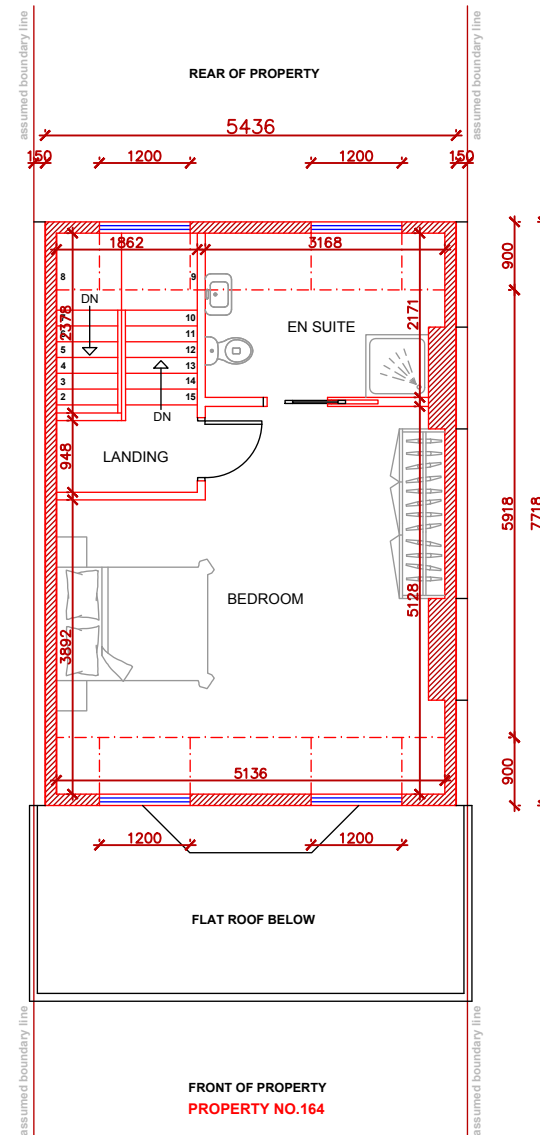 assumed boundary line
assumed boundary line
REAR OF PROPERTY
5436
150
1200
1200
150
1862
3168
900
8
9
DN
2378
10
11
5
12
4
13
3
14
2
15
DN
EN SUITE
2171
LANDING
948
BEDROOM
5918
7718
5128
3892
5136
900
1200
1200
FLAT ROOF BELOW
assumed boundary line
assumed boundary line
FRONT OF PROPERTY
PROPERTY NO.164